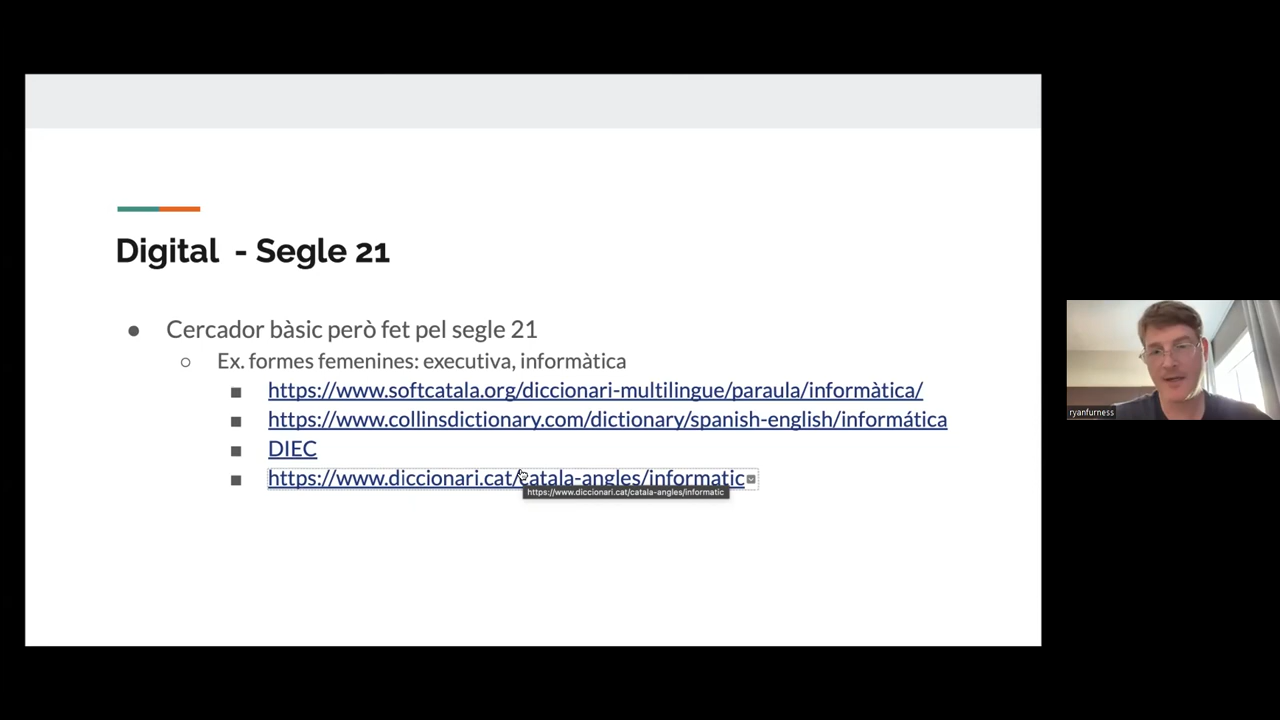 Digital - Segle 21
Cercador bàsic però fet pel segle 21
Ex. formes femenines: executiva, informàtica
https://www.softcatala.org/diccionari-multilingue/paraula/informàtica/
https://www.collinsdictionary.com/dictionary/spanish-english/informática
DIEC
https://www.diccionari.cat/catala-angles/informatic
https://www.diccionari.cat/catala-angles/informatic
ryanfurness